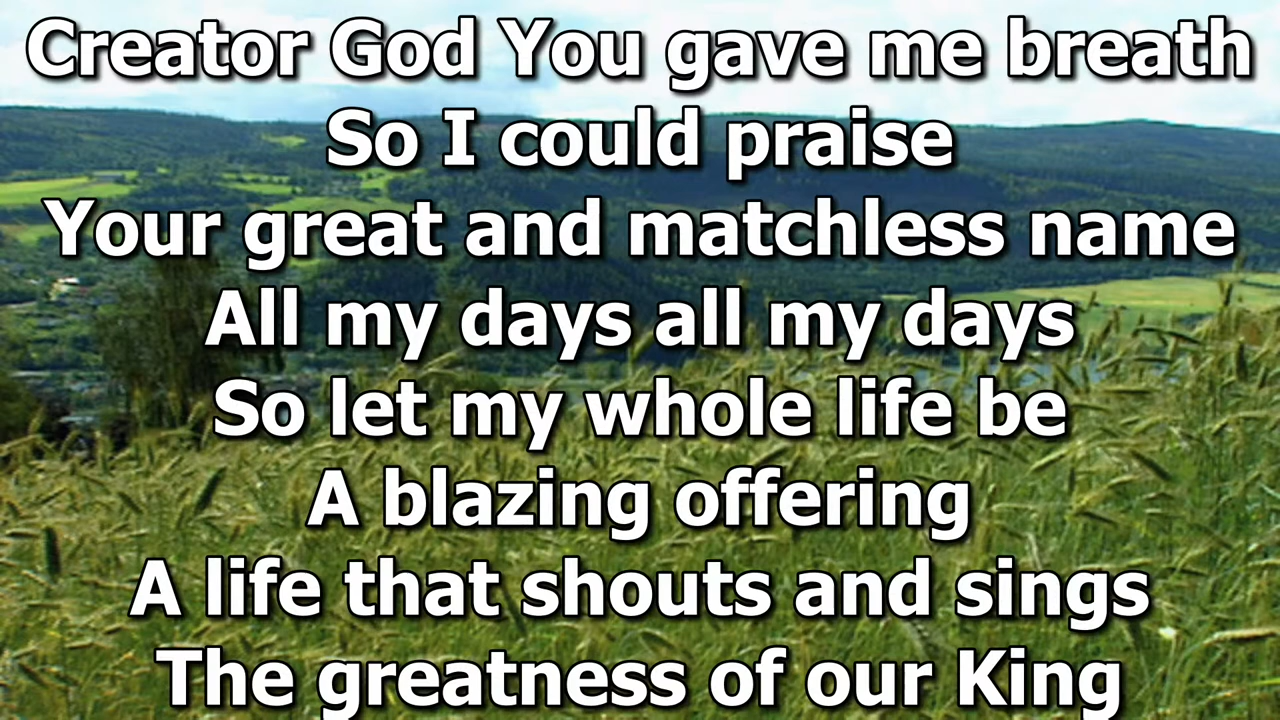 Creator God You gave me breath
So I could praise
Your great and matchless name
All my days all my days
So let my whole life be
A blazing offering
A life that shouts and sings
The greatness of our King